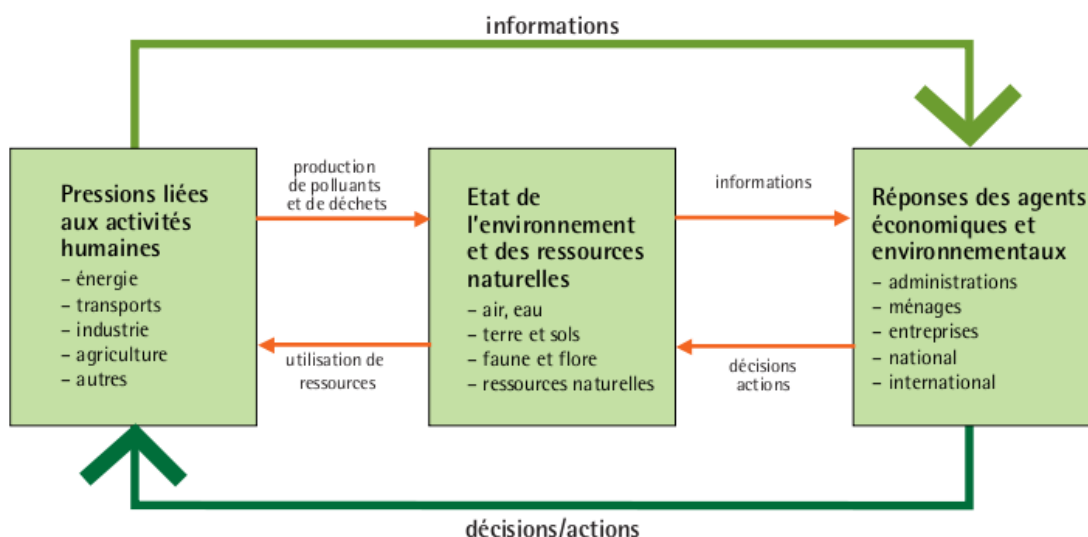 informations
Pressions liées
aux activités
humaines
– énergie
– transports
– industrie
– agriculture
– autres
production
de polluants
et de déchets
utilisation de
ressources
Etat de
l'environnement
et des ressources
naturelles
– air, eau
– terre et sols
– faune et flore
– ressources naturelles
informations
décisions
actions
Réponses des agents
économiques et
environnementaux
– administrations
– ménages
– entreprises
– national
– international
décisions/actions